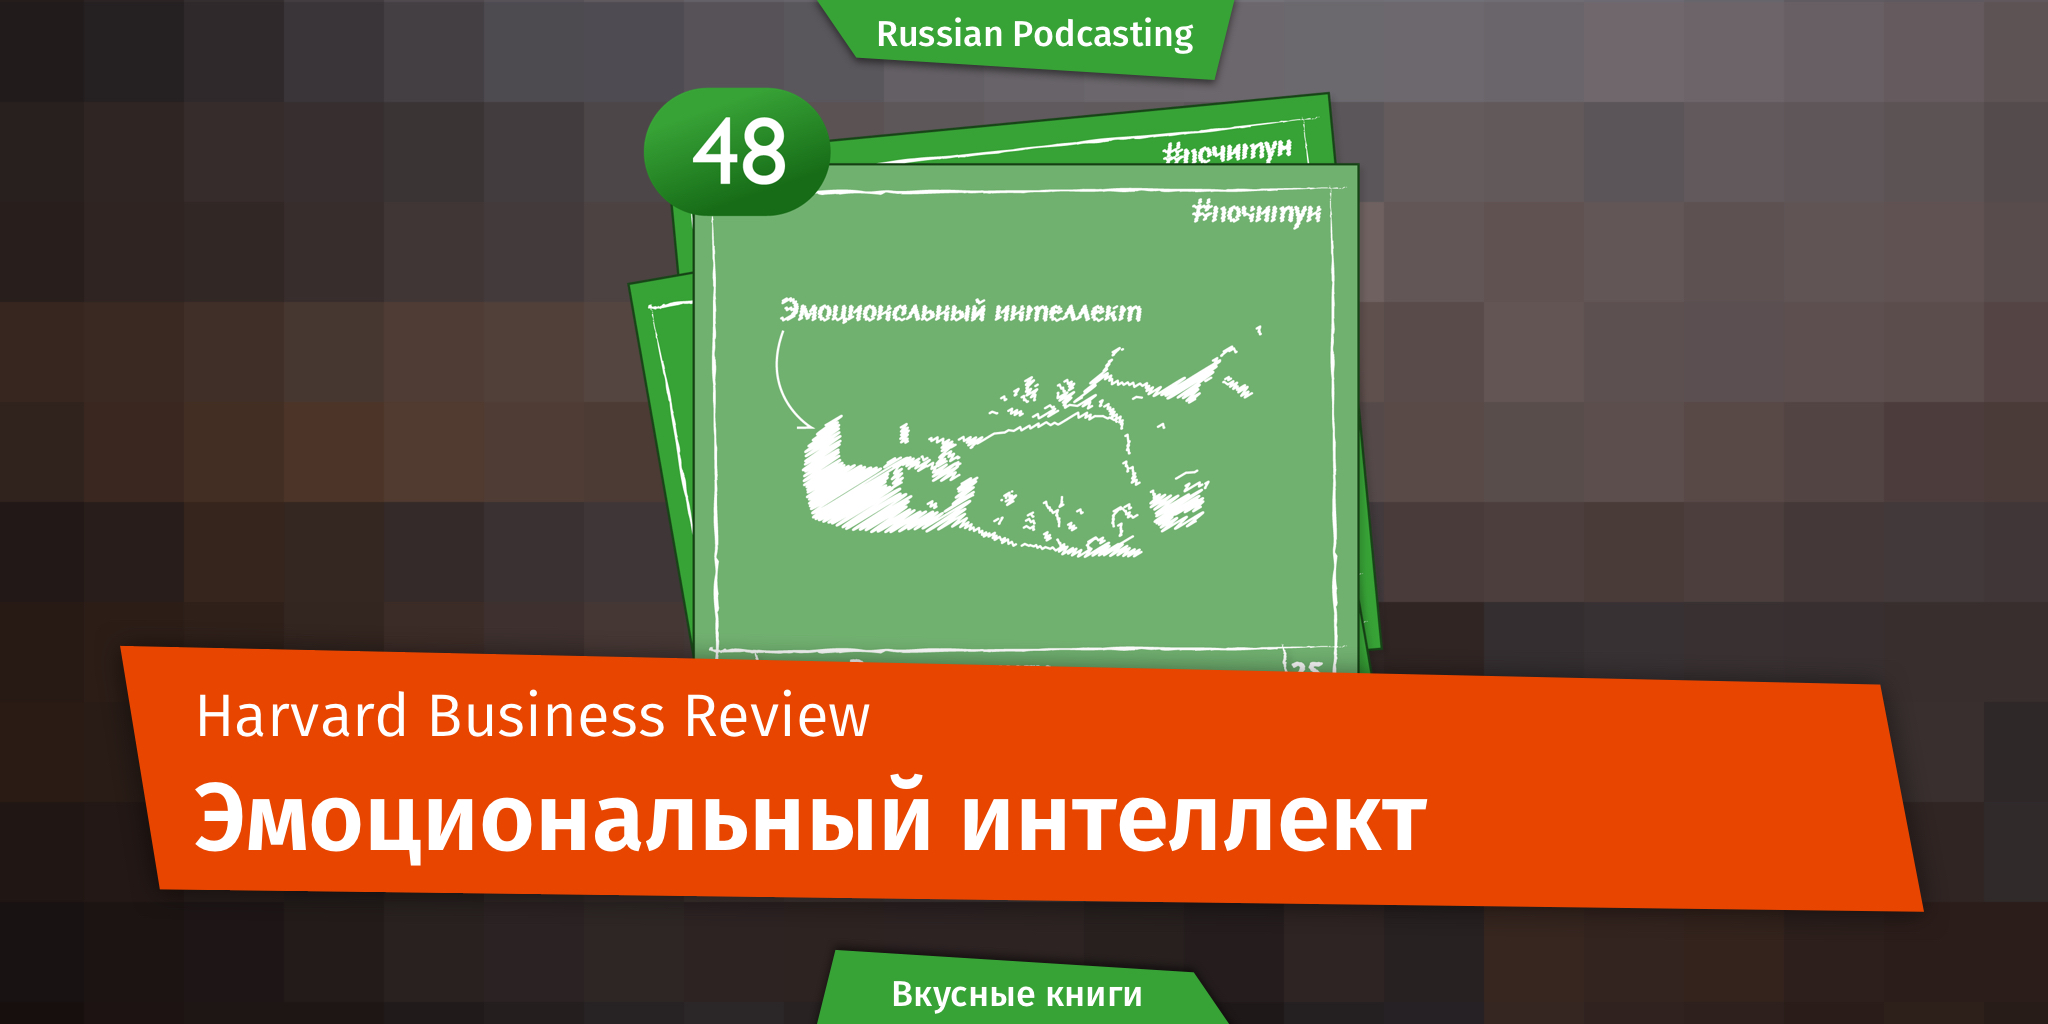 Russian Podcasting
48
#почитун
#почитун
Эмоциональный интеллект
Harvard Business Review
Эмоциональный интеллект
Вкусные книги